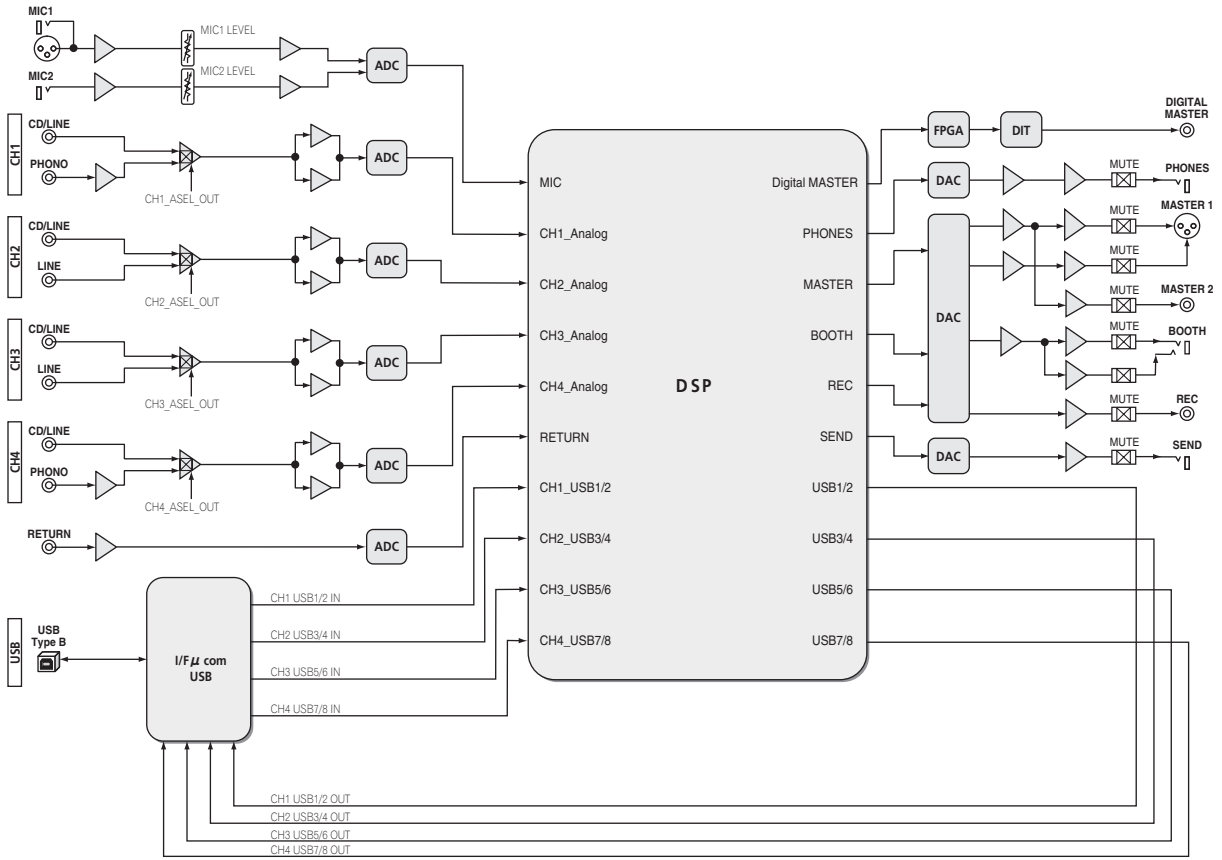 MIC1
MIC1 LEVEL
MIC2
MIC2 LEVEL
ADC
CH1
CD/LINE
PHONO
CH1_ASEL_OUT
ADC
CH2
CD/LINE
LINE
CH2_ASEL_OUT
ADC
CH3
CD/LINE
LINE
CH3_ASEL_OUT
ADC
CH4
CD/LINE
PHONO
CH4_ASEL_OUT
ADC
RETURN
ADC
USB
USB
Type B
I/Fμ com
USB
CH1 USB1/2 IN
CH2 USB3/4 IN
CH3 USB5/6 IN
CH4 USB7/8 IN
DSP
MIC
CH1_Analog
CH2_Analog
CH3_Analog
CH4_Analog
RETURN
CH1_USB1/2
CH2_USB3/4
CH3_USB5/6
CH4_USB7/8
Digital MASTER
PHONES
MASTER
BOOTH
REC
SEND
USB1/2
USB3/4
USB5/6
USB7/8
FPGA
DIT
DIGITAL
MASTER
DAC
MUTE
PHONES
DAC
MUTE
MASTER 1
MUTE
MUTE
MASTER 2
MUTE
BOOTH
MUTE
REC
DAC
MUTE
SEND
CH1 USB1/2 OUT
CH2 USB3/4 OUT
CH3 USB5/6 OUT
CH4 USB7/8 OUT